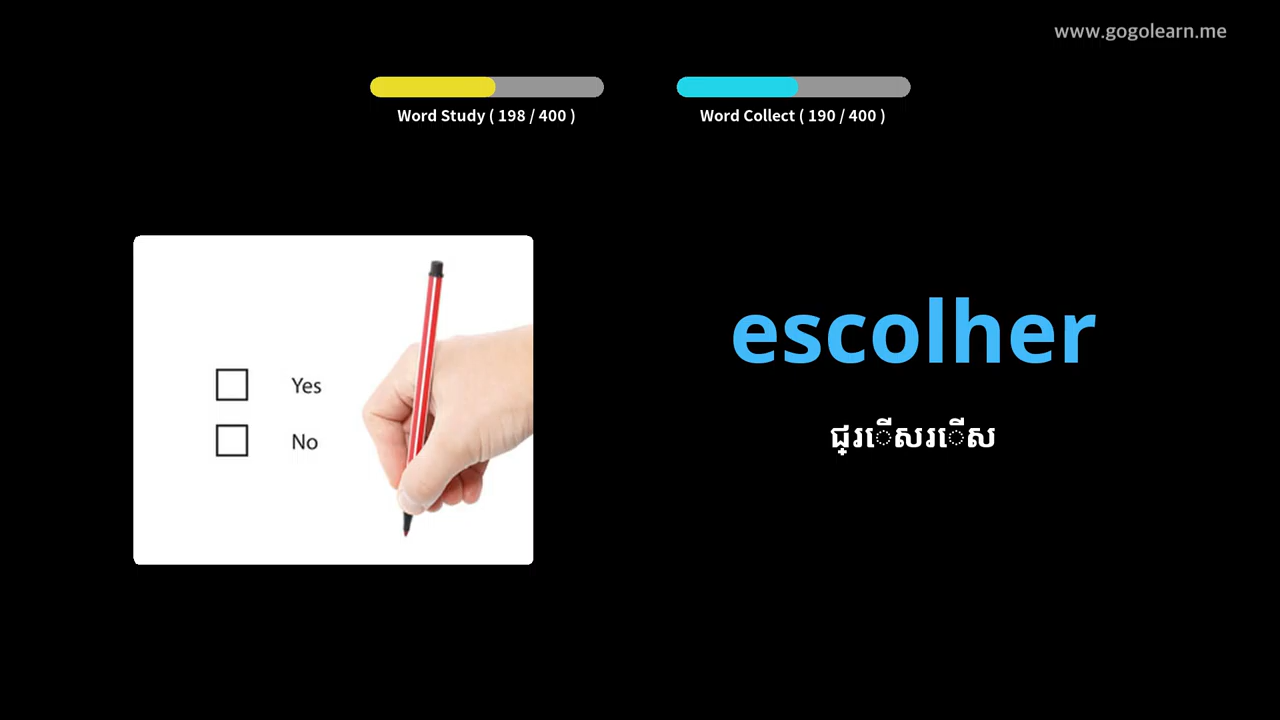 www.gogolearn.me
Word Study ( 198 / 400 )
Word Collect ( 190 / 400 )
Yes
No
escolher
ជ្រើសរើស